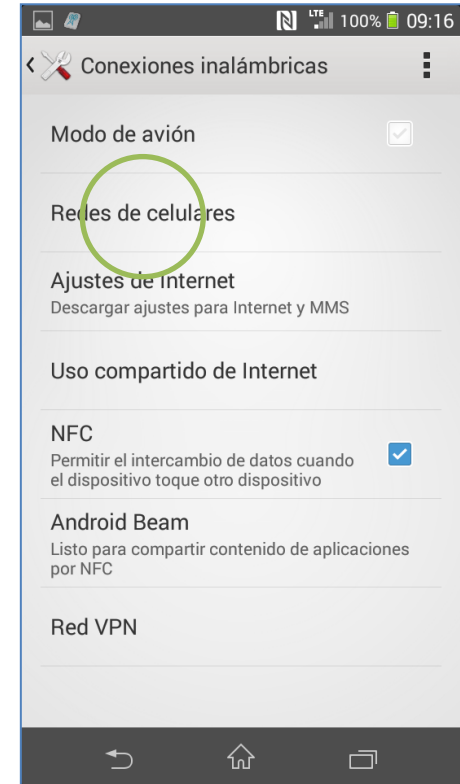 LTE 100% 09:16
Conexiones inalámbricas
Modo de avión
Redes de celulares
Ajustes de Internet
Descargar ajustes para Internet y MMS
Uso compartido de Internet
NFC
Permitir el intercambio de datos cuando
el dispositivo toque otro dispositivo
Android Beam
Listo para compartir contenido de aplicaciones
por NFC
Red VPN